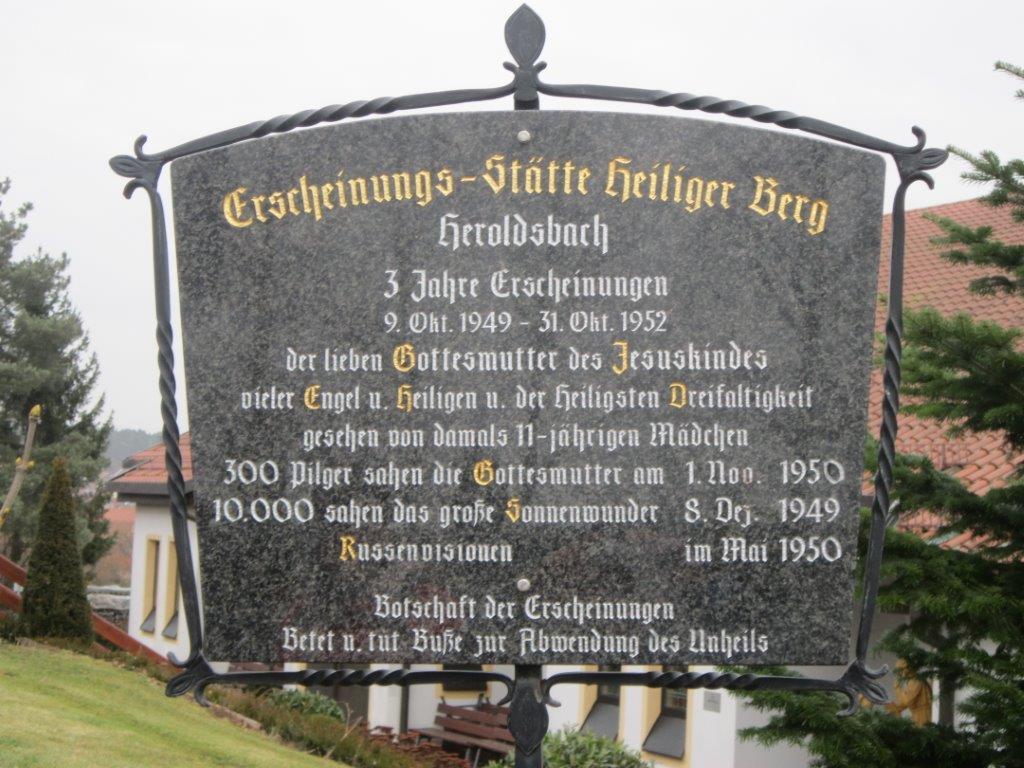 Erscheinungs-Stätte Heiliger Berg
Heroldsbach
3 Jahre Erscheinungen
9. Okt. 1949 - 31. Okt. 1952
der lieben Gottesmutter des Jesuskindes
vieler Engel u. Heiligen u. der Heiligsten Dreifaltigkeit
gesehen von damals 11-jährigen Mädchen
300 Pilger sahen die Gottesmutter am 1. Nov. 1950
10.000 sahen das große Sonnenwunder 8. Dez. 1949
Russenvisionen im Mai 1950
Botschaft der Erscheinungen
Betet u. tut Buße zur Abwendung des Unheils